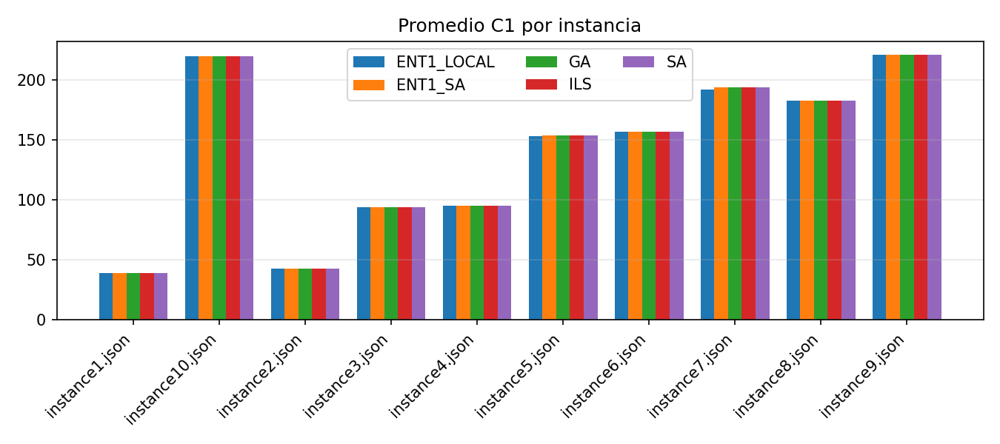 Promedio C1 por instancia
ENT1_LOCAL GA SA
ENT1_SA ILS
200
150
100
50
0
instance1.json
instance10.json
instance2.json
instance3.json
instance4.json
instance5.json
instance6.json
instance7.json
instance8.json
instance9.json